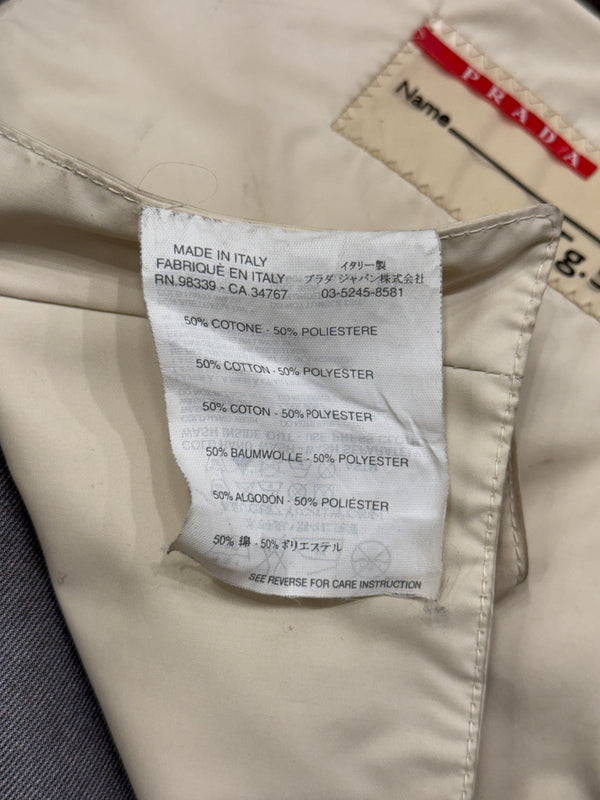 PRADA
Name
Tg.
MADE IN ITALY
FABRIQUÉ EN ITALY
RN.98339 - CA 34767
イタリー製
プラダ ジャパン株式会社
03-5245-8581
50% COTONE - 50% POLIESTERE
50% COTTON - 50% POLYESTER
50% COTON - 50% POLYESTER
50% BAUMWOLLE - 50% POLYESTER
50% ALGODÓN - 50% POLIÉSTER
50% 綿 - 50% ポリエステル
SEE REVERSE FOR CARE INSTRUCTION